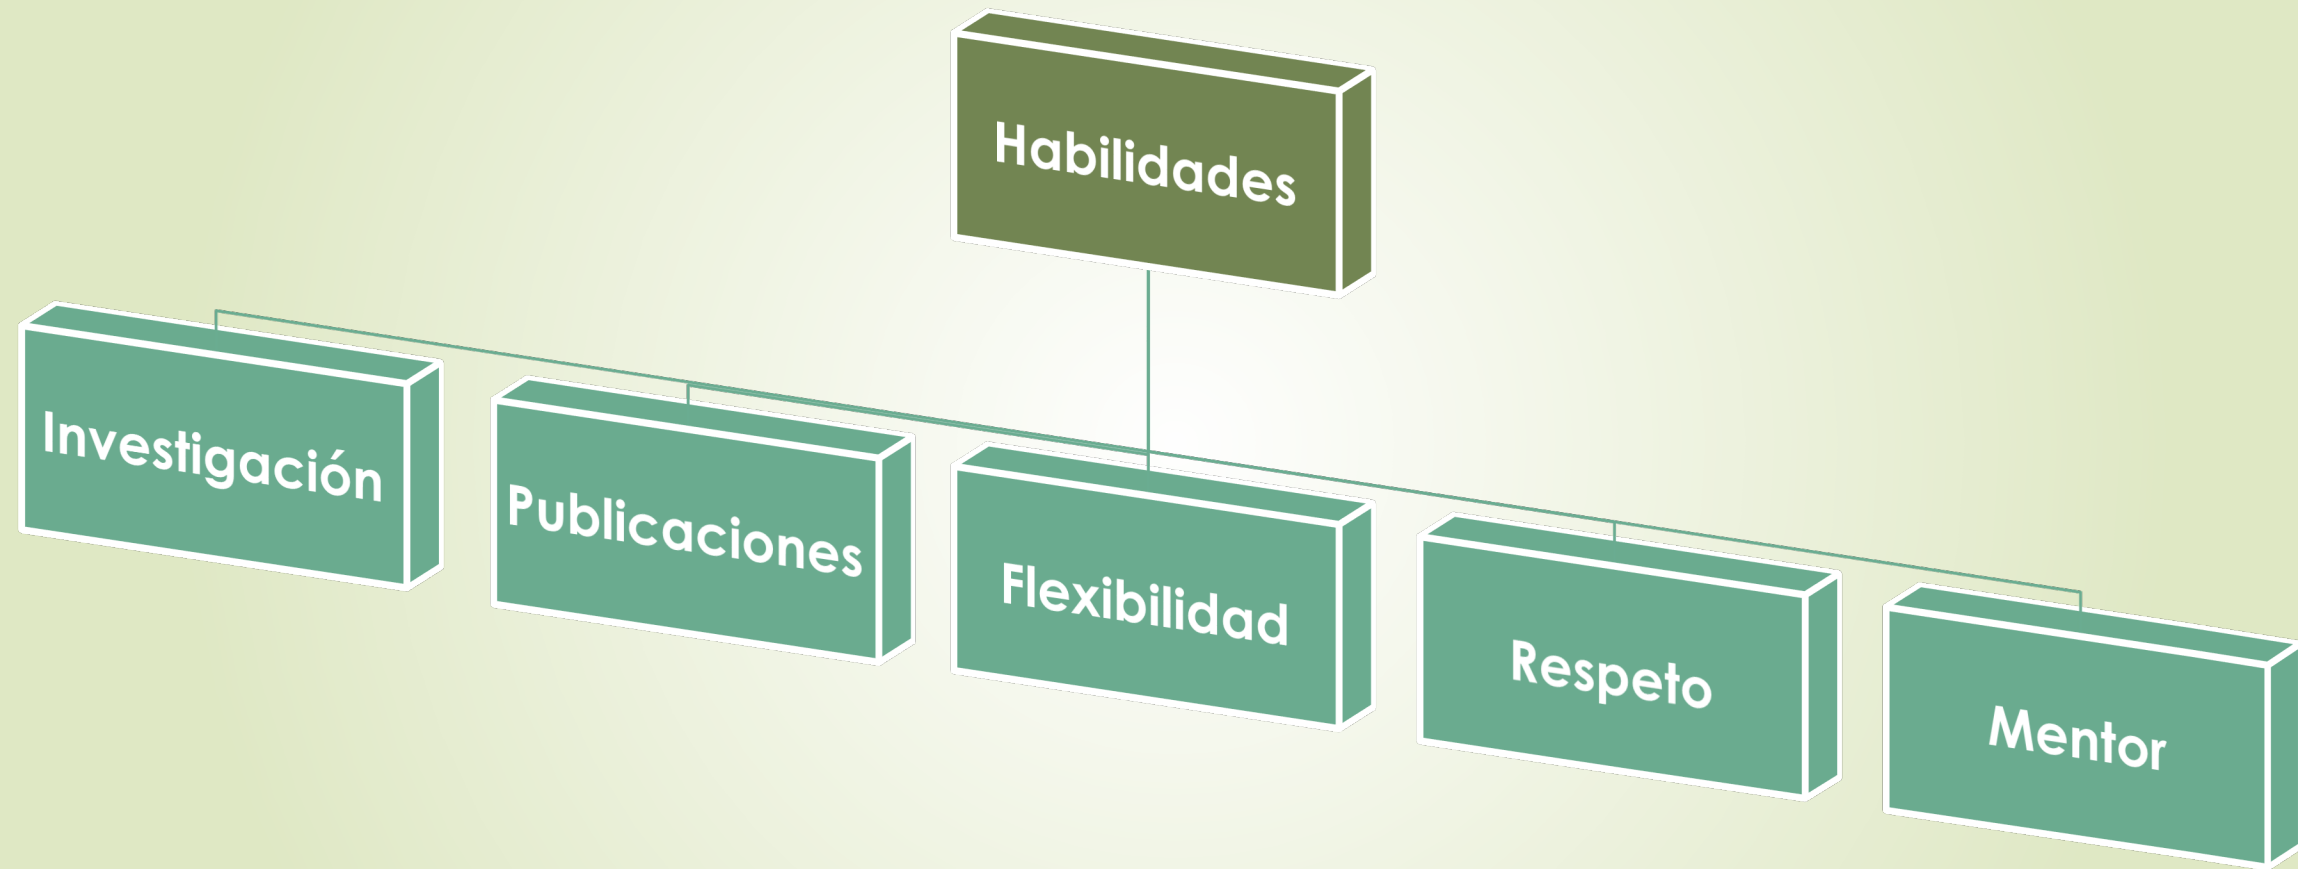 Habilidades
Investigación
Publicaciones
Flexibilidad
Respeto
Mentor